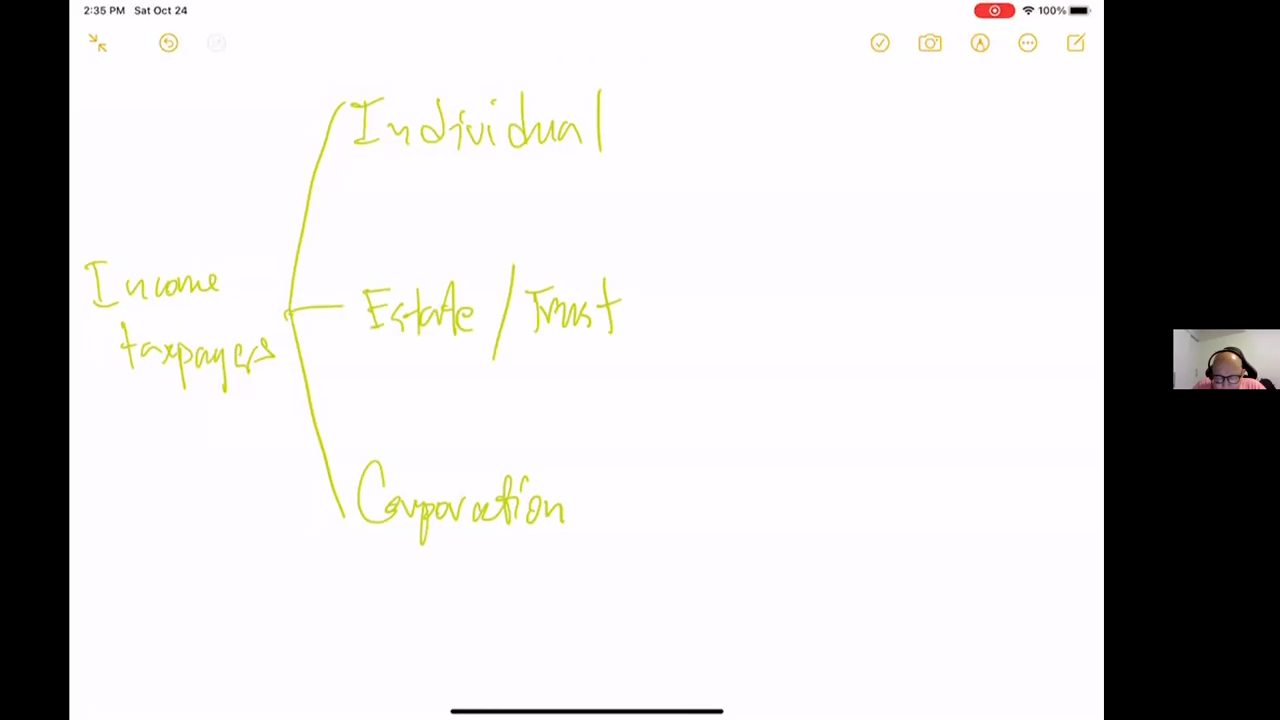 2:35 PM Sat Oct 24
100%
Individual
Income
taxpayers
Estate / Trust
Corporation